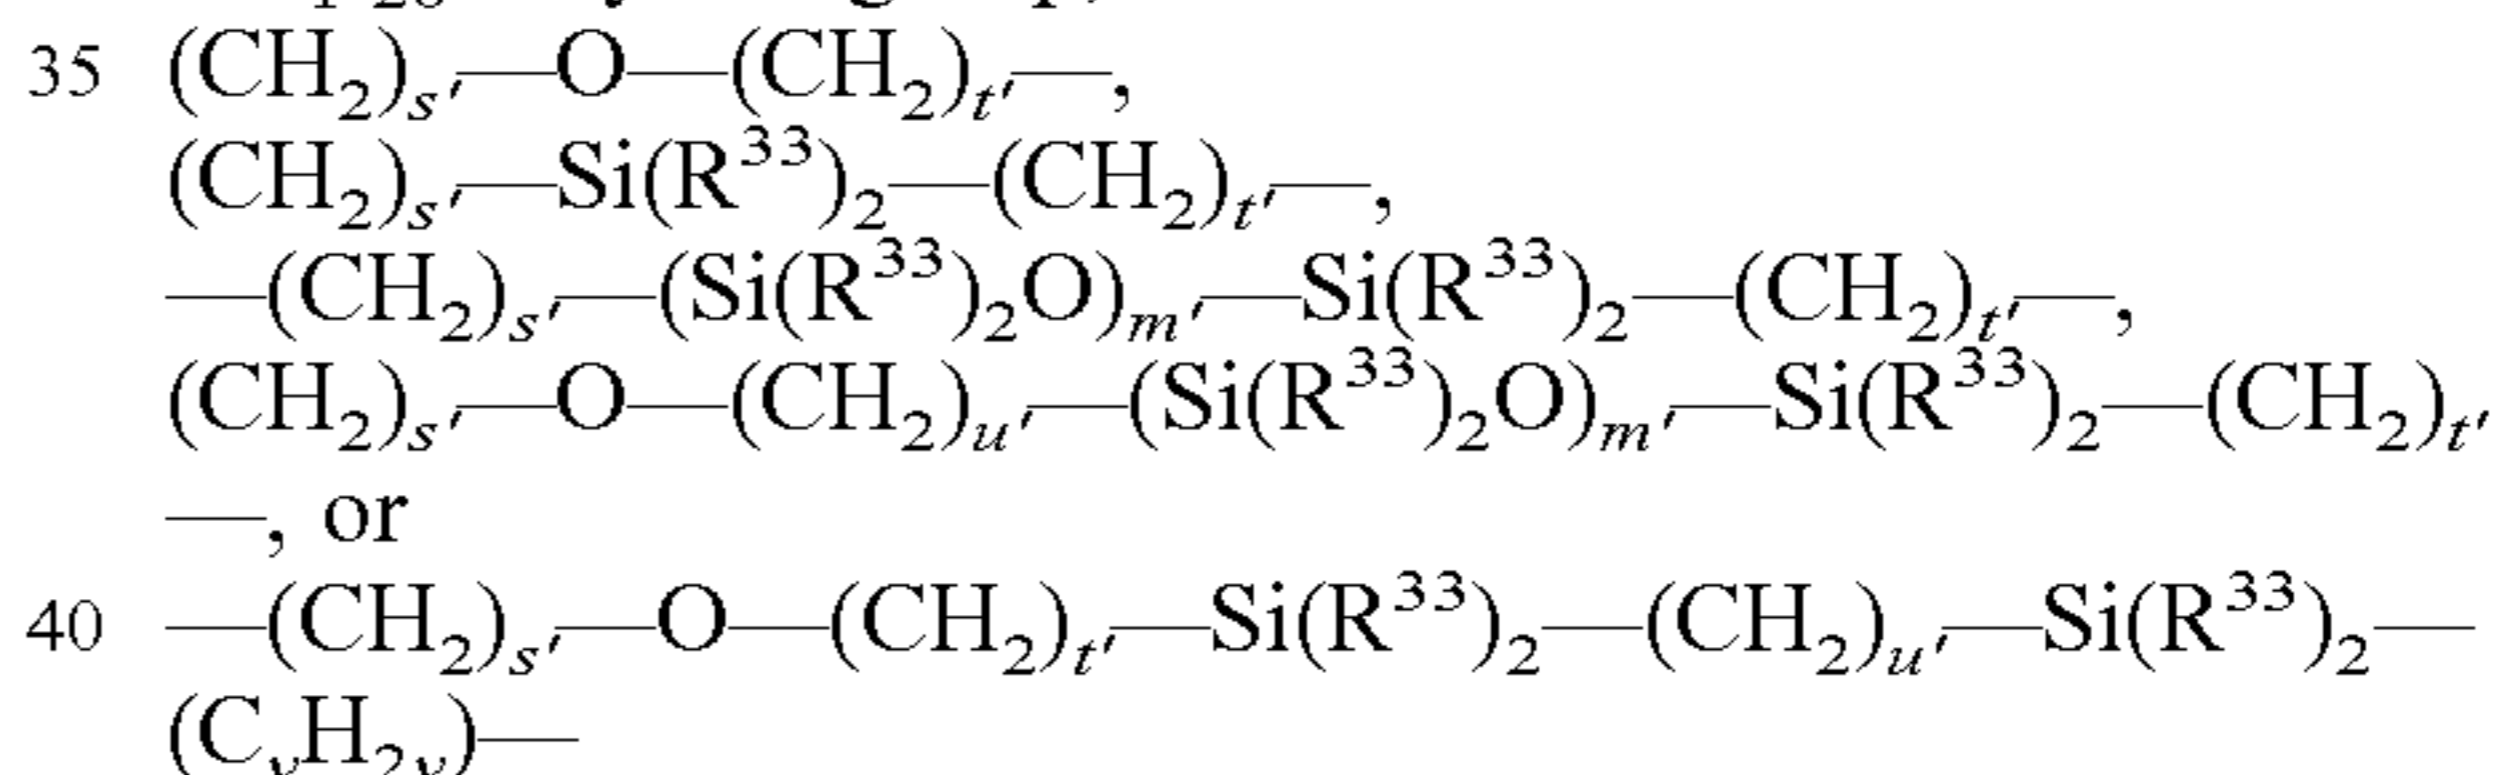 35 (CH₂)ₛ′—O—(CH₂)ₜ′—,
(CH₂)ₛ′—Si(R³³)₂—(CH₂)ₜ′—,
—(CH₂)ₛ′—(Si(R³³)₂O)ₘ′—Si(R³³)₂—(CH₂)ₜ′—,
(CH₂)ₛ′—O—(CH₂)ᵤ′—(Si(R³³)₂O)ₘ′—Si(R³³)₂—(CH₂)ₜ′
—, or
40 —(CH₂)ₛ′—O—(CH₂)ₜ′—Si(R³³)₂—(CH₂)ᵤ′—Si(R³³)₂—
(CᵥH₂ᵥ)—